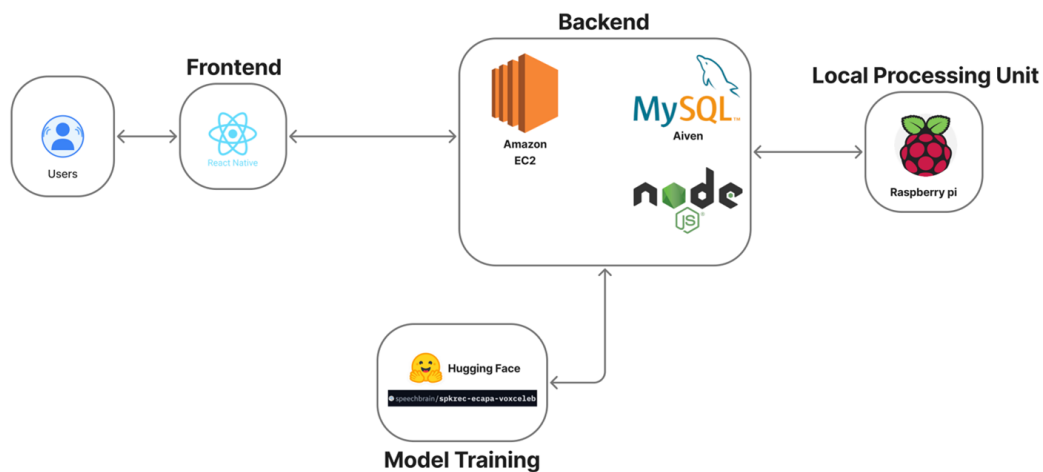 Backend
Frontend
Local Processing Unit
Users
React Native
Amazon
EC2
MySQL™
Aiven
node
JS®
Raspberry pi
Hugging Face
speechbrain/spkrec-ecapa-voxceleb
Model Training